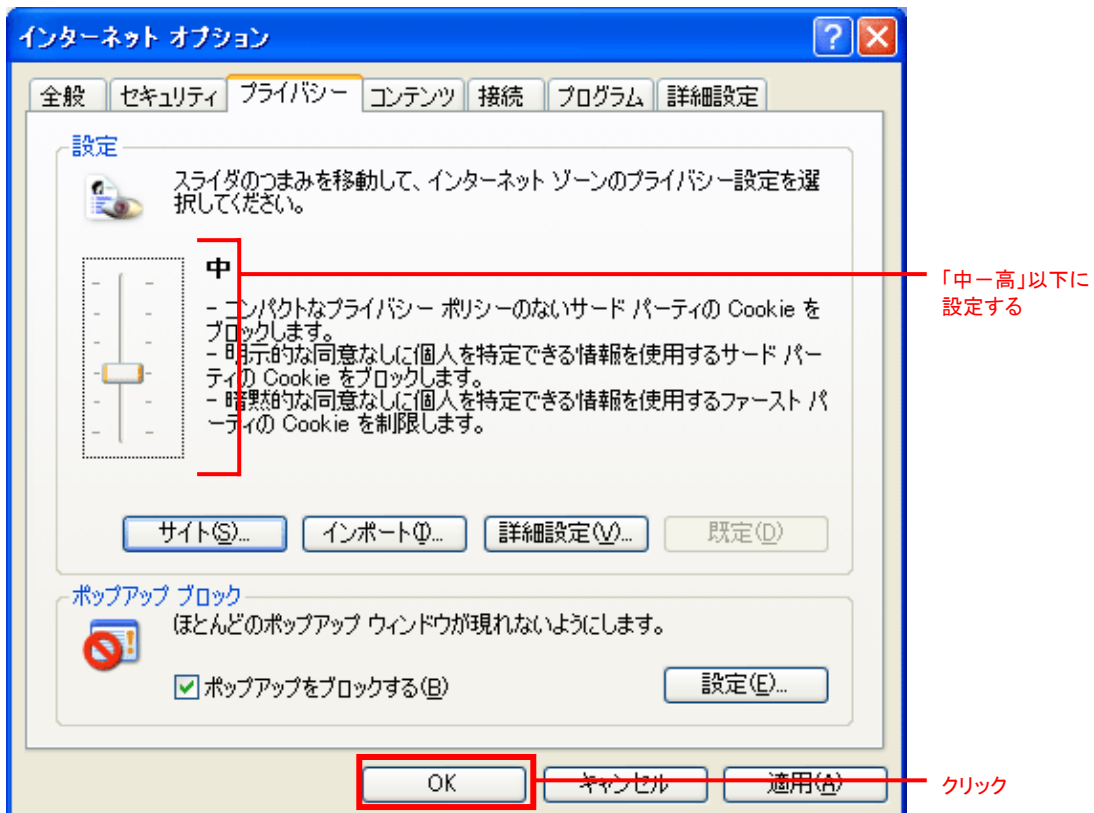 インターネット オプション
全般 セキュリティ プライバシー コンテンツ 接続 プログラム 詳細設定
設定
スライダのつまみを移動して、インターネット ゾーンのプライバシー設定を選
択してください。
中
- コンパクトなプライバシー ポリシーのないサード パーティの Cookie を
ブロックします。
- 明示的な同意なしに個人を特定できる情報を使用するサード パー
ティの Cookie をブロックします。
- 暗黙的な同意なしに個人を特定できる情報を使用するファースト パ
ーティの Cookie を制限します。
「中－高」以下に
設定する
サイト(S)... インポート(I)... 詳細設定(V)... 既定(D)
ポップアップ ブロック
ほとんどのポップアップ ウィンドウが現れないようにします。
ポップアップをブロックする(B) 設定(E)...
OK キャンセル 適用(A)
クリック